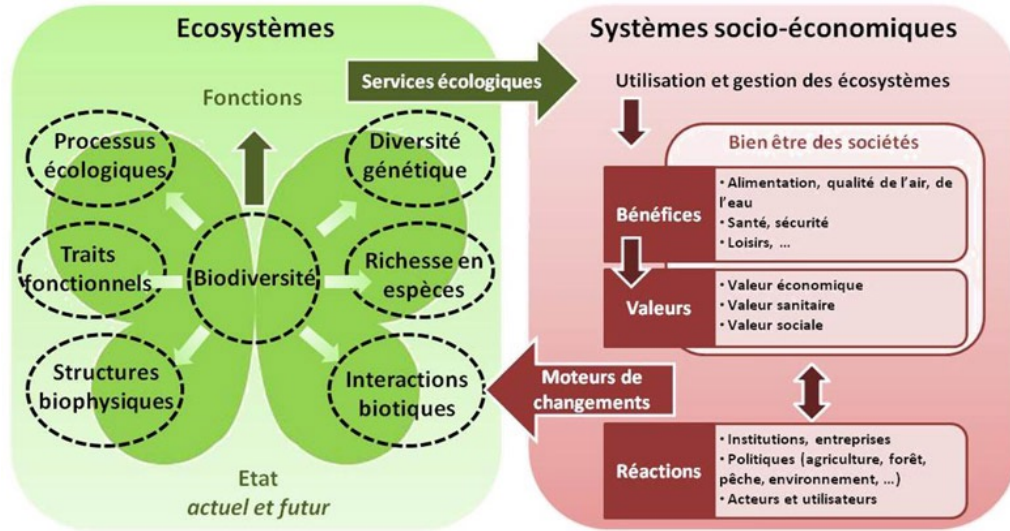 Ecosystèmes
Fonctions
Processus
écologiques
Diversité
génétique
Traits
fonctionnels
Biodiversité
Richesse en
espèces
Structures
biophysiques
Interactions
biotiques
Etat
actuel et futur
Services écologiques
Moteurs de
changements
Systèmes socio-économiques
Utilisation et gestion des écosystèmes
Bien être des sociétés
Bénéfices
• Alimentation, qualité de l'air, de
l'eau
• Santé, sécurité
• Loisirs, ...
Valeurs
• Valeur économique
• Valeur sanitaire
• Valeur sociale
Réactions
• Institutions, entreprises
• Politiques (agriculture, forêt,
pêche, environnement, ...)
• Acteurs et utilisateurs